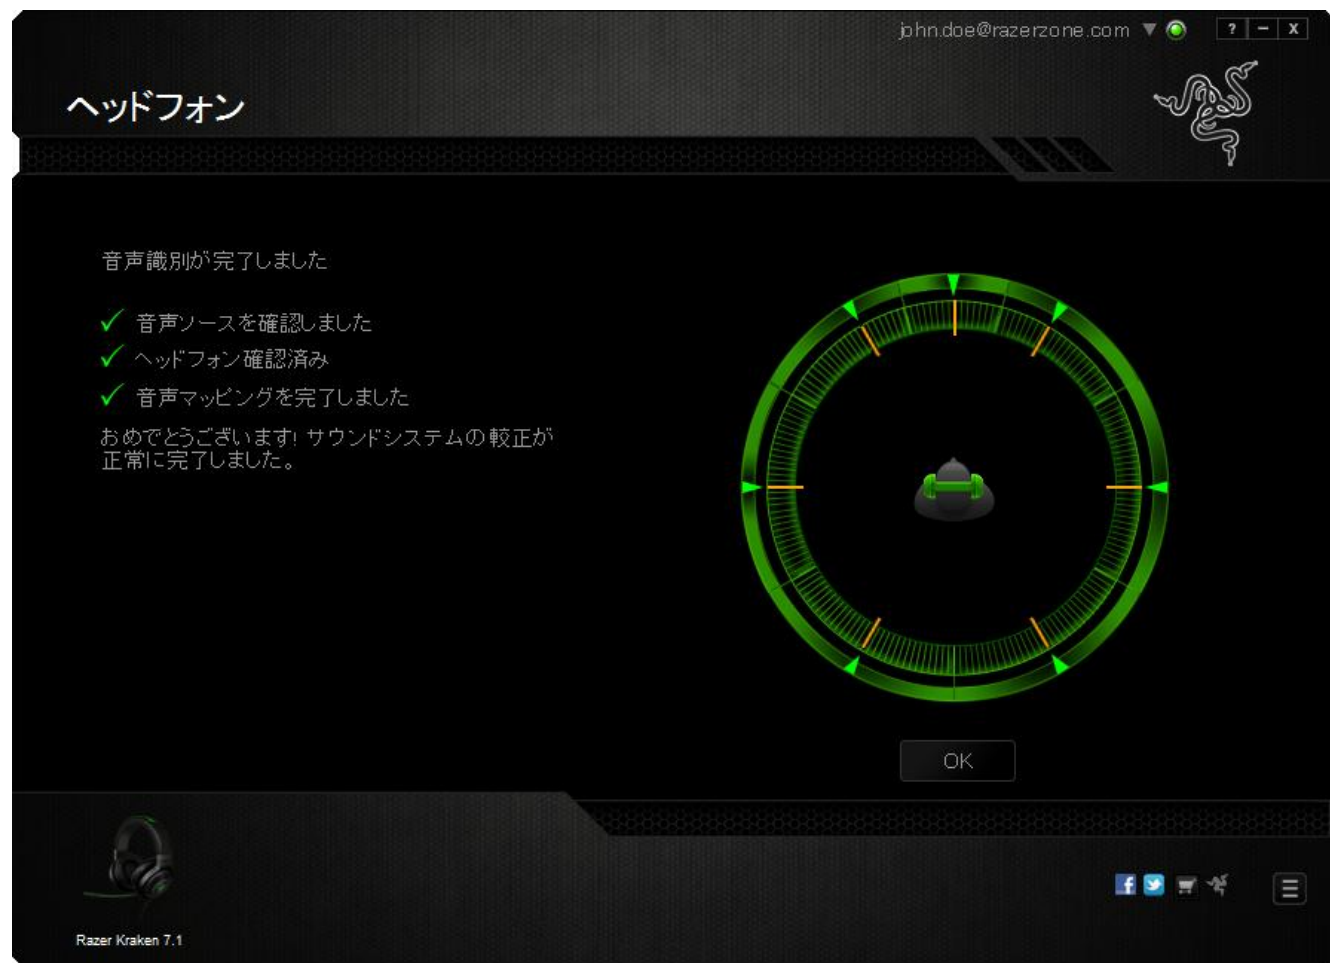 john.doe@razerzone.com
? – X
ヘッドフォン
音声識別が完了しました
✓ 音声ソースを確認しました
✓ ヘッドフォン確認済み
✓ 音声マッピングを完了しました
おめでとうございます! サウンドシステムの較正が
正常に完了しました。
OK
Razer Kraken 7.1